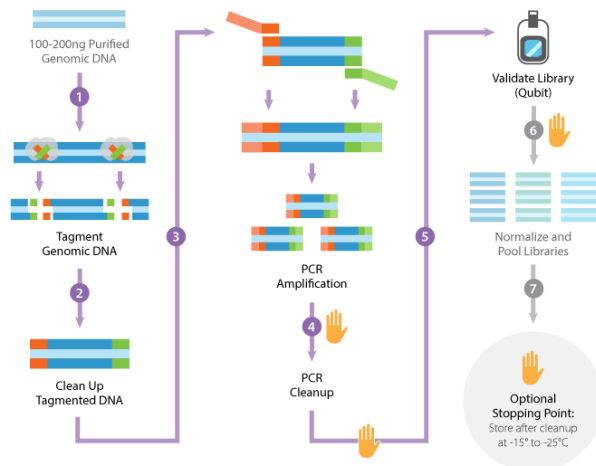 100-200ng Purified
Genomic DNA
1
Tagment
Genomic DNA
2
Clean Up
Tagmented DNA
3
PCR
Amplification
4
PCR
Cleanup
5
Validate Library
(Qubit)
6
Normalize and
Pool Libraries
7
Optional
Stopping Point:
Store after cleanup
at -15° to -25°C